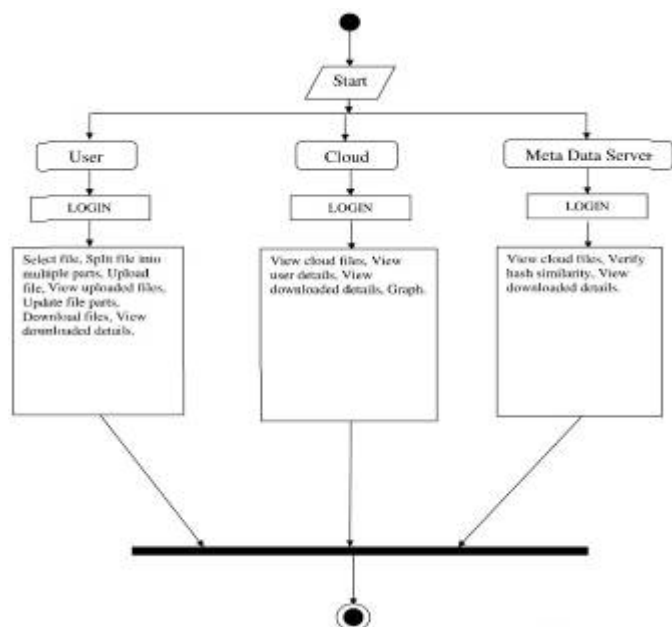 Start
User
Cloud
Meta Data Server
LOGIN
LOGIN
LOGIN
Select file, Split file into
multiple parts, Upload
file, View uploaded files,
Update file parts,
Download files, View
downloaded details.
View cloud files, View
user details, View
downloaded details, Graph.
View cloud files, Verify
hash similarity, View
downloaded details.